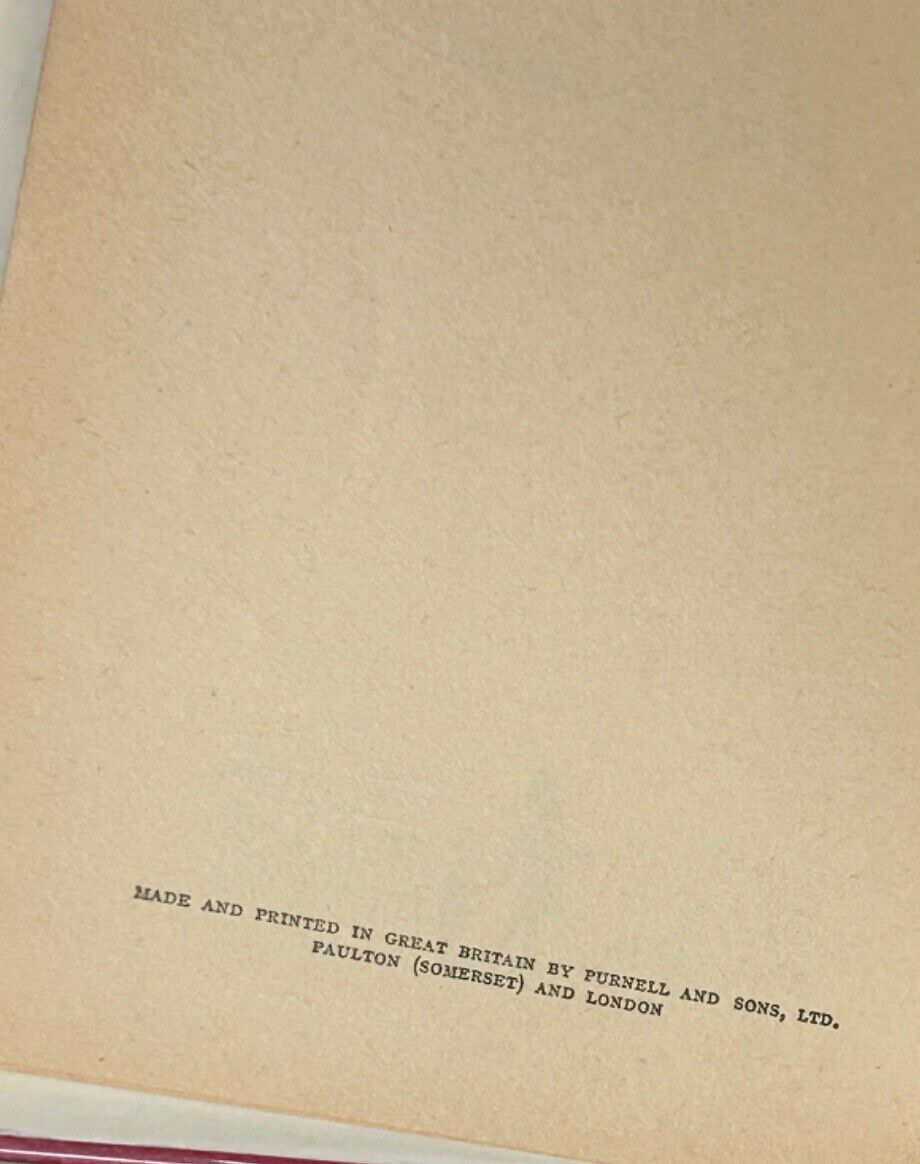 MADE AND PRINTED IN GREAT BRITAIN BY PURNELL AND SONS, LTD.
PAULTON (SOMERSET) AND LONDON